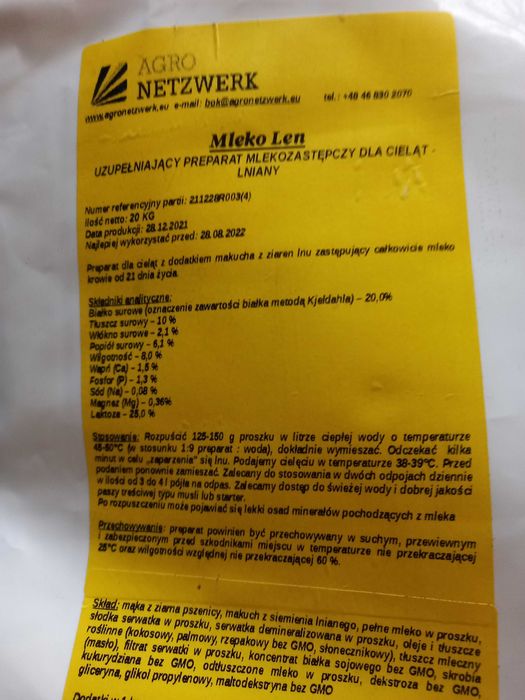 AGRO
NETZWERK
www.agronetzwerk.eu e-mail: bok@agronetzwerk.eu tel.: +48 46 830 2070
Mleko Len
UZUPEŁNIAJĄCY PREPARAT MLEKOZASTĘPCZY DLA CIELĄT -
LNIANY
Numer referencyjny partii: 211228R003(4)
Ilość netto: 20 KG
Data produkcji: 28.12.2021
Najlepiej wykorzystać przed: 28.08.2022
Preparat dla cieląt z dodatkiem makucha z ziaren lnu zastępujący całkowicie mleko
krowie od 21 dnia życia.
Składniki analityczne:
Białko surowe (oznaczenie zawartości białka metodą Kjeldahla) – 20,0%
Tłuszcz surowy – 10 %
Włókno surowe – 2,1 %
Popiół surowy – 6,1 %
Wilgotność – 8,0 %
Wapń (Ca) – 1,5 %
Fosfor (P) – 1,3 %
Sód (Na) – 0,08 %
Magnez (Mg) – 0,36%
Laktoza – 25,0 %
Stosowanie: Rozpuścić 125-150 g proszku w litrze ciepłej wody o temperaturze
45-50°C (w stosunku 1:9 preparat : woda), dokładnie wymieszać. Odczekać kilka
minut w celu „zaparzenia” się lnu. Podajemy cielęciu w temperaturze 38-39°C. Przed
podaniem ponownie zamieszać. Zalecany do stosowania w dwóch odpojach dziennie
w ilości od 3 do 4 l pójła na odpas. Zalecamy dostęp do świeżej wody i dobrej jakości
paszy treściwej typu musli lub starter.
Po rozpuszczeniu może pojawiać się lekki osad minerałów pochodzących z mleka
Przechowywanie: preparat powinien być przechowywany w suchym, przewiewnym
i zabezpieczonym przed szkodnikami miejscu w temperaturze nie przekraczającej
25°C oraz wilgotności względnej nie przekraczającej 60 %.
Skład: mąka z ziarna pszenicy, makuch z siemienia lnianego, pełne mleko w proszku,
słodka serwatka w proszku, serwatka demineralizowana w proszku, oleje i tłuszcze
roślinne (kokosowy, palmowy, rzepakowy bez GMO, słonecznikowy), tłuszcz mleczny
(masło), filtrat serwatki w proszku, koncentrat białka sojowego bez GMO, skrobia
kukurydziana bez GMO, odtłuszczone mleko w proszku, dekstroza bez GMO,
gliceryna, glikol propylenowy, maltodekstryna bez GMO